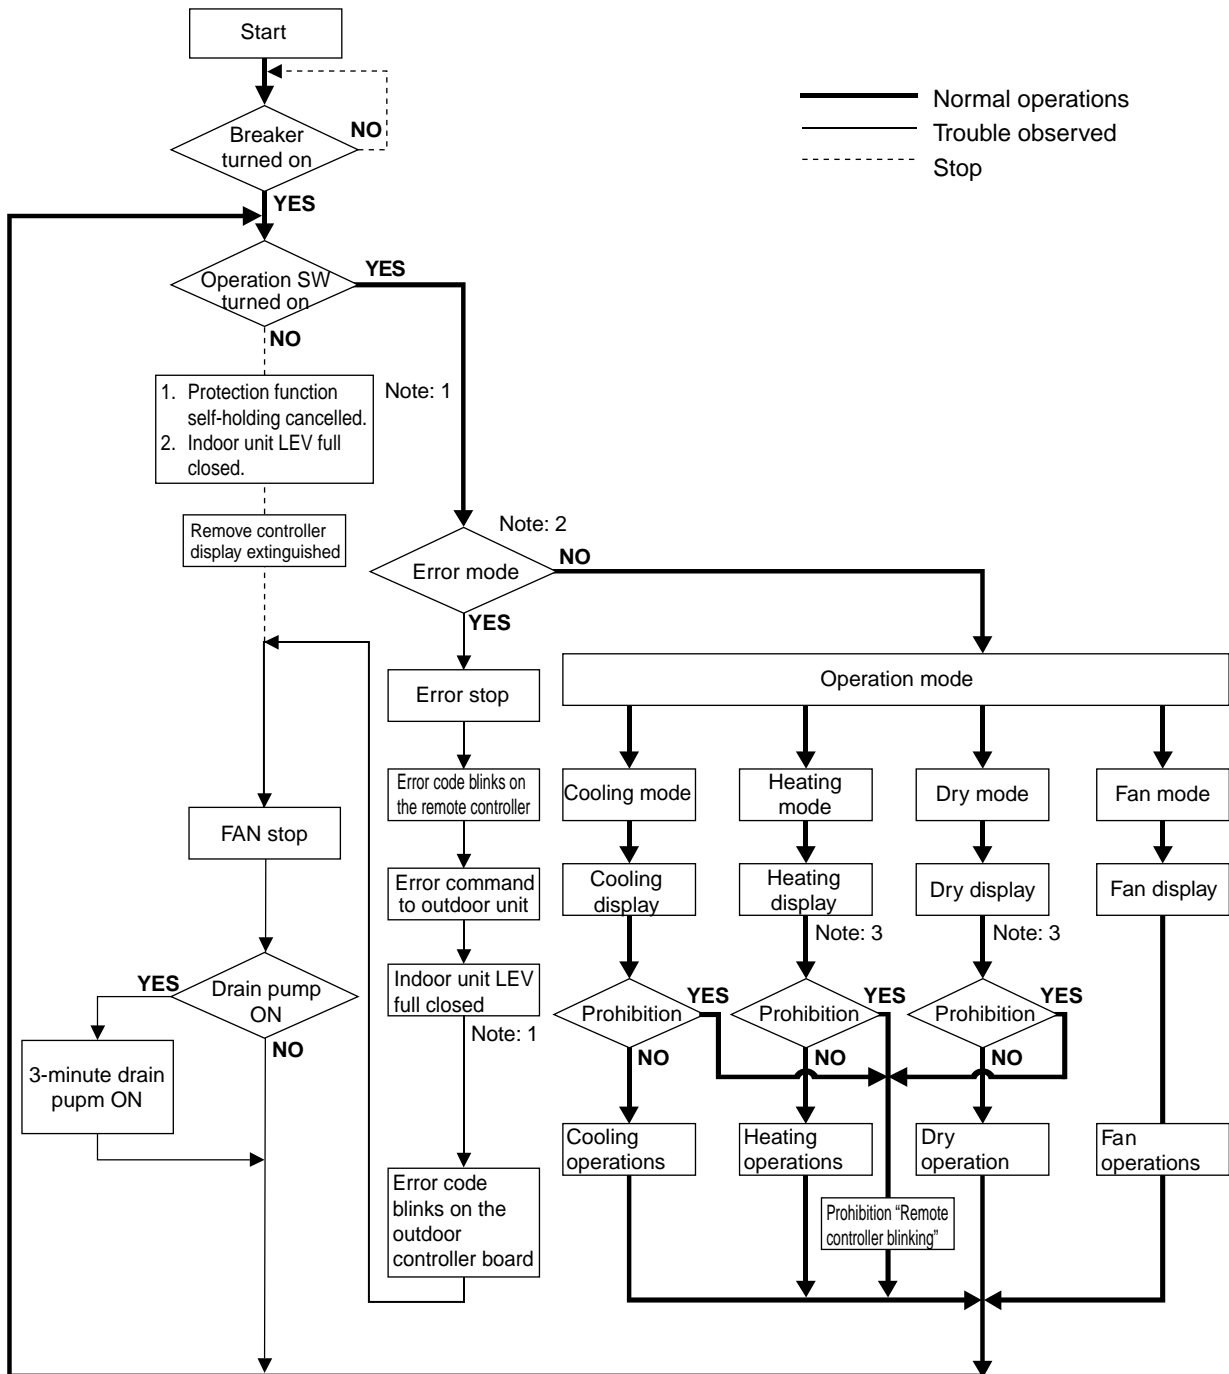 Start
Normal operations
Trouble observed
Stop
Breaker
turned on
NO
YES
Operation SW
turned on
YES
NO
1. Protection function
self-holding cancelled.
2. Indoor unit LEV full
closed.
Note: 1
Remove controller
display extinguished
Note: 2
Error mode
NO
YES
Error stop
Operation mode
Error code blinks on
the remote controller
Cooling mode
Heating
mode
Dry mode
Fan mode
FAN stop
Error command
to outdoor unit
Cooling
display
Heating
display
Dry display
Fan display
Note: 3
Note: 3
Drain pump
ON
YES
NO
Indoor unit LEV
full closed
Note: 1
Prohibition
YES
NO
Prohibition
YES
NO
Prohibition
YES
NO
3-minute drain
pupm ON
Cooling
operations
Heating
operations
Dry
operation
Fan
operations
Error code
blinks on the
outdoor
controller board
Prohibition “Remote
controller blinking”